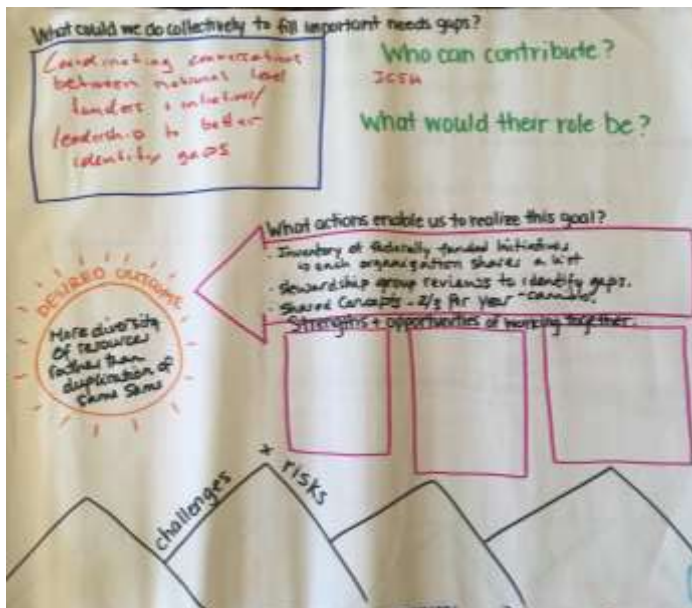 What could we do collectively to fill important needs gaps?
Coordinating conversations
between national level
funders + initiatives/
leadership to better
identify gaps
Who can contribute?
JCSH
What would their role be?
What actions enable us to realize this goal?
· Inventory of federally funded initiatives
↳ each organization shares a list
· Stewardship group reviews to identify gaps.
· Shared Concepts - 2/3 per year - "cannabis".
DESIRED OUTCOME
More diversity
of resources
rather than
duplication of
same same
Strengths + opportunities of working together.
challenges + risks